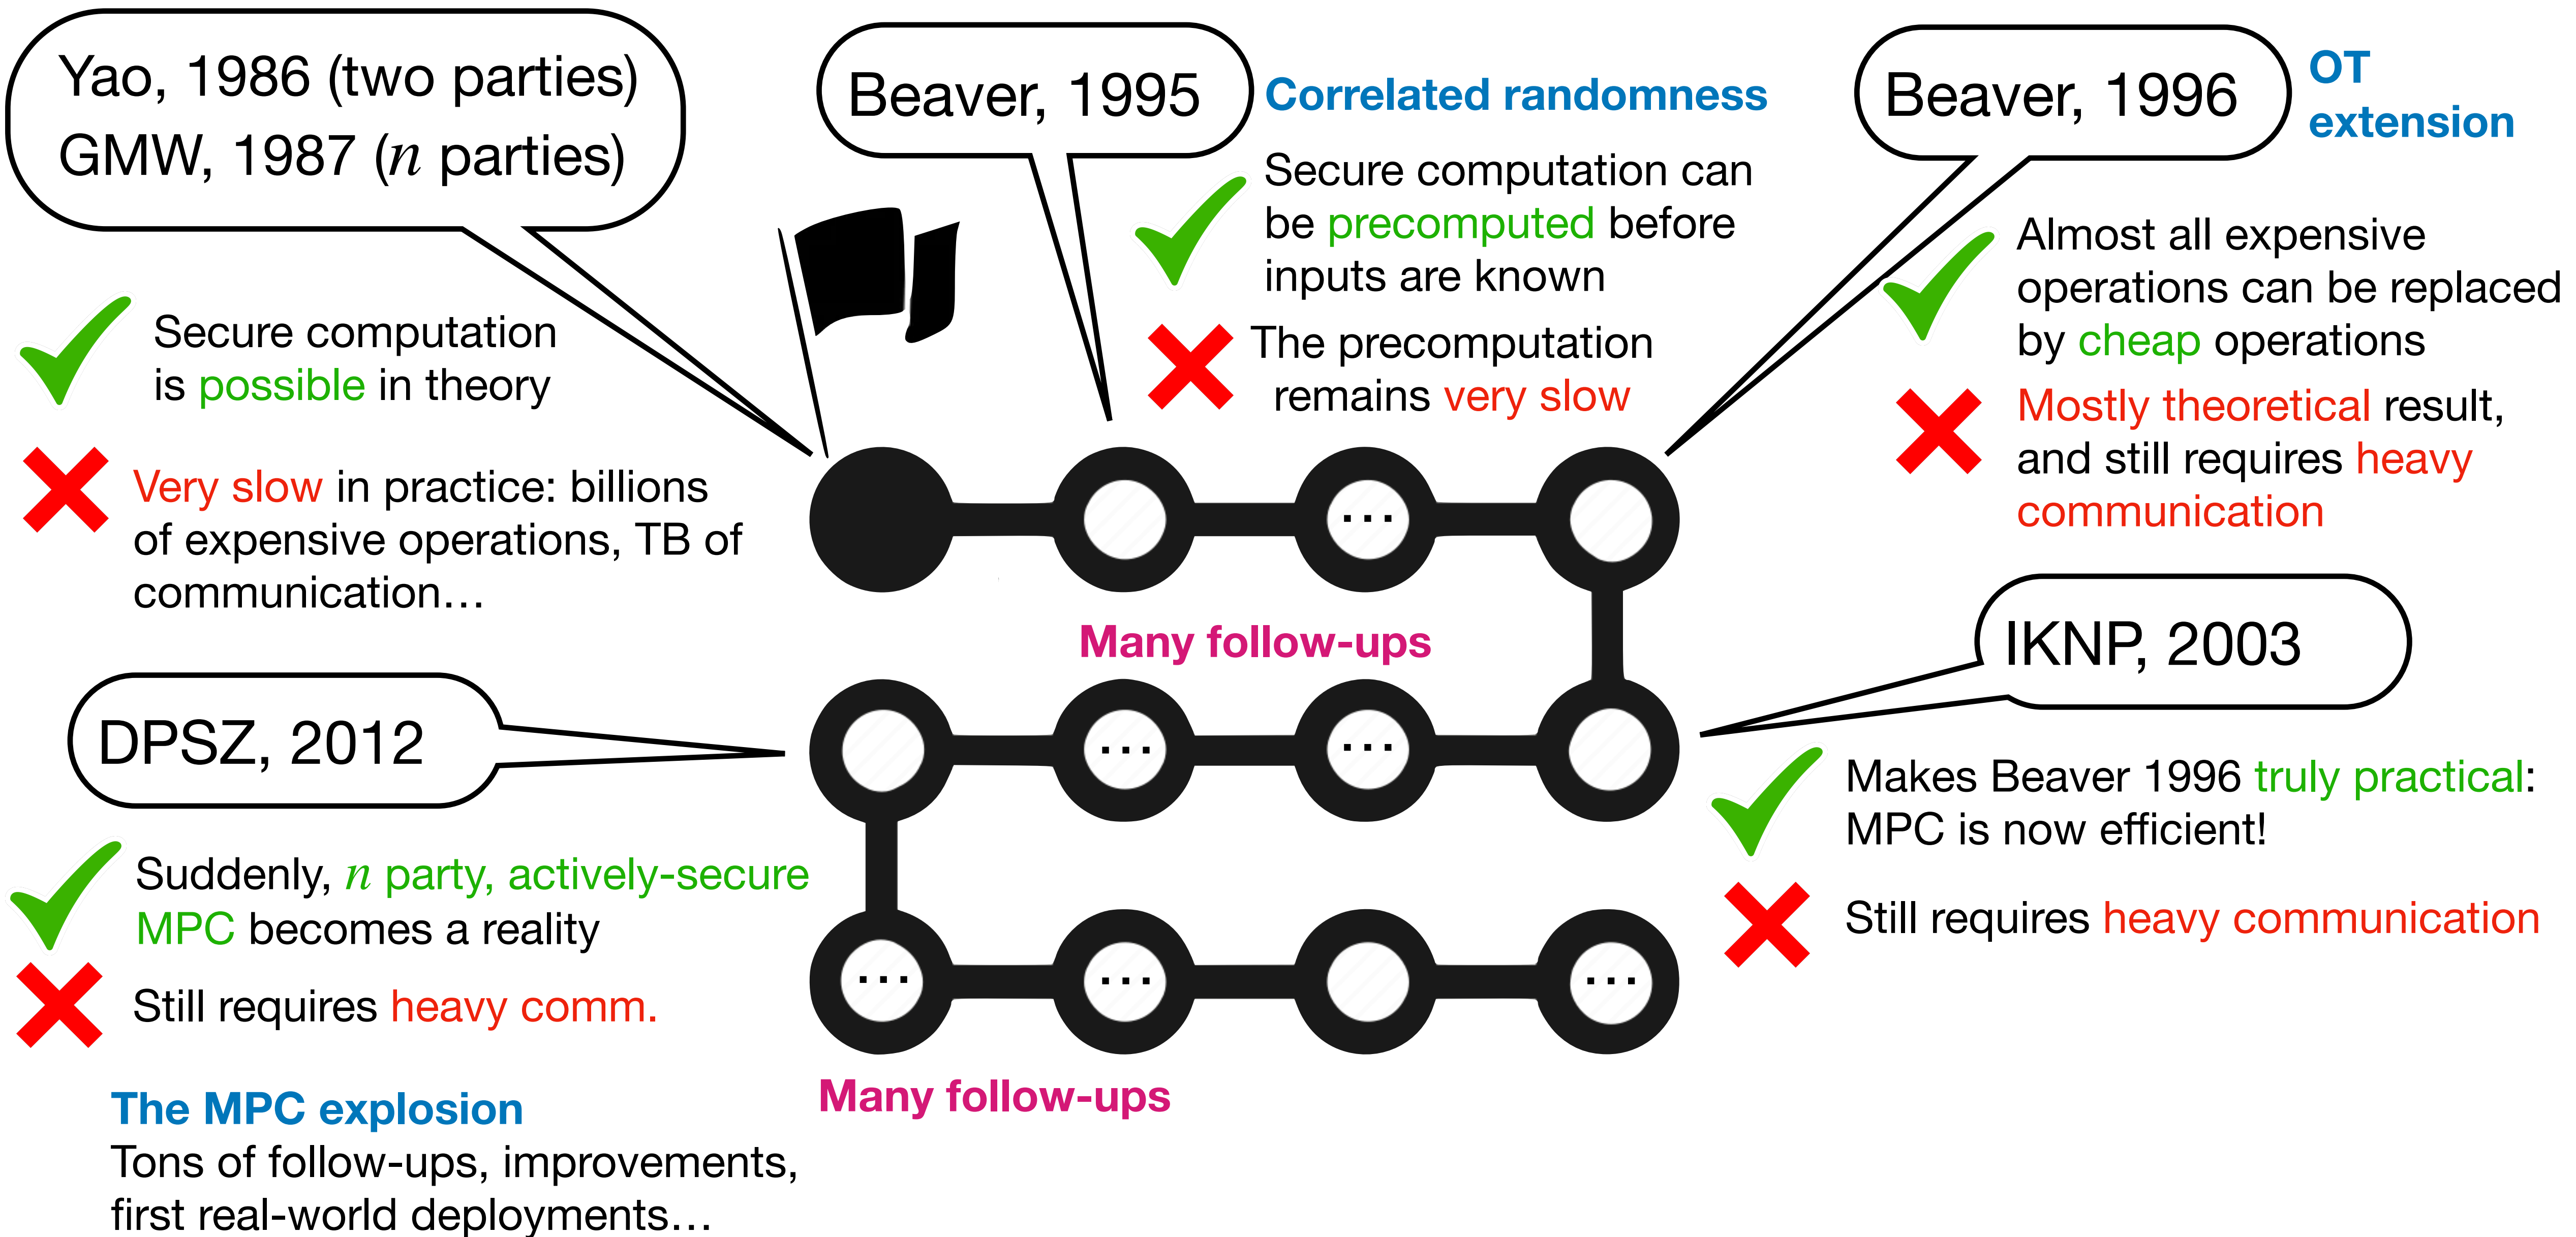 Yao, 1986 (two parties)
GMW, 1987 (n parties)
Secure computation
is possible in theory
Very slow in practice: billions
of expensive operations, TB of
communication…
Beaver, 1995
Correlated randomness
Secure computation can
be precomputed before
inputs are known
The precomputation
remains very slow
Beaver, 1996
OT
extension
Almost all expensive
operations can be replaced
by cheap operations
Mostly theoretical result,
and still requires heavy
communication
...
Many follow-ups
IKNP, 2003
Makes Beaver 1996 truly practical:
MPC is now efficient!
Still requires heavy communication
...
...
DPSZ, 2012
Suddenly, n party, actively-secure
MPC becomes a reality
Still requires heavy comm.
The MPC explosion
Tons of follow-ups, improvements,
first real-world deployments…
...
...
...
Many follow-ups